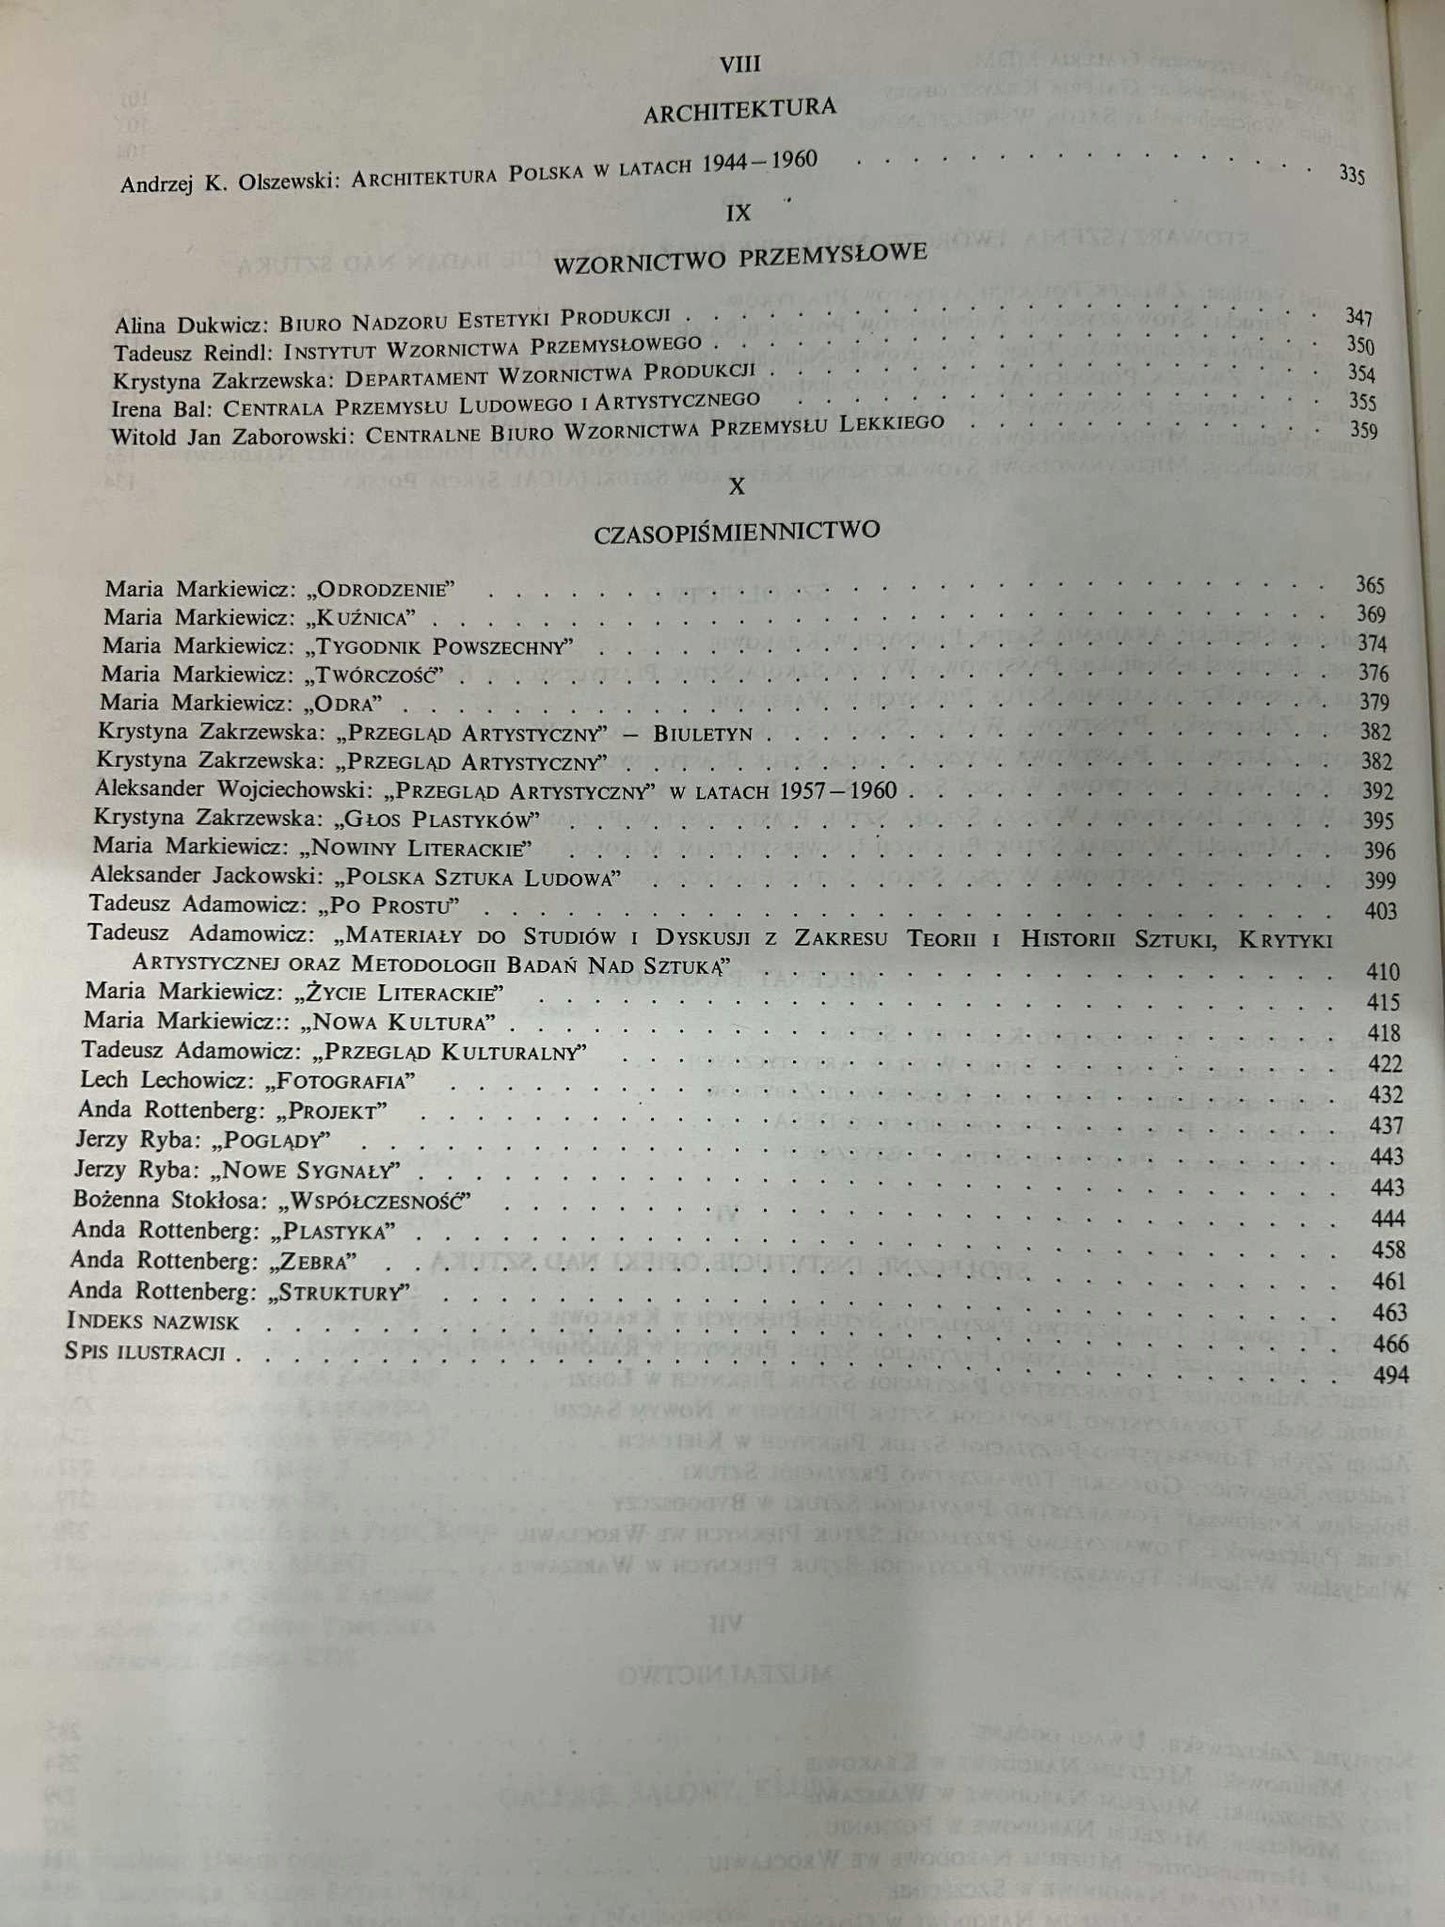 VIII
ARCHITEKTURA
Andrzej K. Olszewski: ARCHITEKTURA POLSKA W LATACH 1944–1960 . . . . . . . . . . . . . . . . 335
IX
WZORNICTWO PRZEMYSŁOWE
Alina Dukwicz: BIURO NADZORU ESTETYKI PRODUKCJI . . . . . . . . . . . . . . . . 347
Tadeusz Reindl: INSTYTUT WZORNICTWA PRZEMYSŁOWEGO . . . . . . . . . . . . . . . . 350
Krystyna Zakrzewska: DEPARTAMENT WZORNICTWA PRODUKCJI . . . . . . . . . . . . . . . . 354
Irena Bal: CENTRALA PRZEMYSŁU LUDOWEGO I ARTYSTYCZNEGO . . . . . . . . . . . . . . . . 355
Witold Jan Zaborowski: CENTRALNE BIURO WZORNICTWA PRZEMYSŁU LEKKIEGO . . . . . . . . . . . . . 359
X
CZASOPIŚMIENNICTWO
Maria Markiewicz: „ODRODZENIE” . . . . . . . . . . . . . . . . 365
Maria Markiewicz: „KUŹNICA” . . . . . . . . . . . . . . . . 369
Maria Markiewicz: „TYGODNIK POWSZECHNY” . . . . . . . . . . . . . . . . 374
Maria Markiewicz: „TWÓRCZOŚĆ” . . . . . . . . . . . . . . . . 376
Maria Markiewicz: „ODRA” . . . . . . . . . . . . . . . . 379
Krystyna Zakrzewska: „PRZEGLĄD ARTYSTYCZNY” – BIULETYN . . . . . . . . . . . . . . . . 382
Krystyna Zakrzewska: „PRZEGLĄD ARTYSTYCZNY” . . . . . . . . . . . . . . . . 382
Aleksander Wojciechowski: „PRZEGLĄD ARTYSTYCZNY” W LATACH 1957–1960 . . . . . . . . . . . . . . . 392
Krystyna Zakrzewska: „GŁOS PLASTYKÓW” . . . . . . . . . . . . . . . . 395
Maria Markiewicz: „NOWINY LITERACKIE” . . . . . . . . . . . . . . . . 396
Aleksander Jackowski: „POLSKA SZTUKA LUDOWA” . . . . . . . . . . . . . . . . 399
Tadeusz Adamowicz: „PO PROSTU” . . . . . . . . . . . . . . . . 403
Tadeusz Adamowicz: „MATERIAŁY DO STUDIÓW I DYSKUSJI Z ZAKRESU TEORII I HISTORII SZTUKI, KRYTYKI
ARTYSTYCZNEJ ORAZ METODOLOGII BADAŃ NAD SZTUKĄ” . . . . . . . . . . . . . . . . 410
Maria Markiewicz: „ŻYCIE LITERACKIE” . . . . . . . . . . . . . . . . 415
Maria Markiewicz:: „NOWA KULTURA” . . . . . . . . . . . . . . . . 418
Tadeusz Adamowicz: „PRZEGLĄD KULTURALNY” . . . . . . . . . . . . . . . . 422
Lech Lechowicz: „FOTOGRAFIA” . . . . . . . . . . . . . . . . 432
Anda Rottenberg: „PROJEKT” . . . . . . . . . . . . . . . . 437
Jerzy Ryba: „POGLĄDY” . . . . . . . . . . . . . . . . 443
Jerzy Ryba: „NOWE SYGNAŁY” . . . . . . . . . . . . . . . . 443
Bożenna Stokłosa: „WSPÓŁCZESNOŚĆ” . . . . . . . . . . . . . . . . 444
Anda Rottenberg: „PLASTYKA” . . . . . . . . . . . . . . . . 458
Anda Rottenberg: „ZEBRA” . . . . . . . . . . . . . . . . 461
Anda Rottenberg: „STRUKTURY” . . . . . . . . . . . . . . . . 463
INDEKS NAZWISK . . . . . . . . . . . . . . . . 466
SPIS ILUSTRACJI . . . . . . . . . . . . . . . . 494